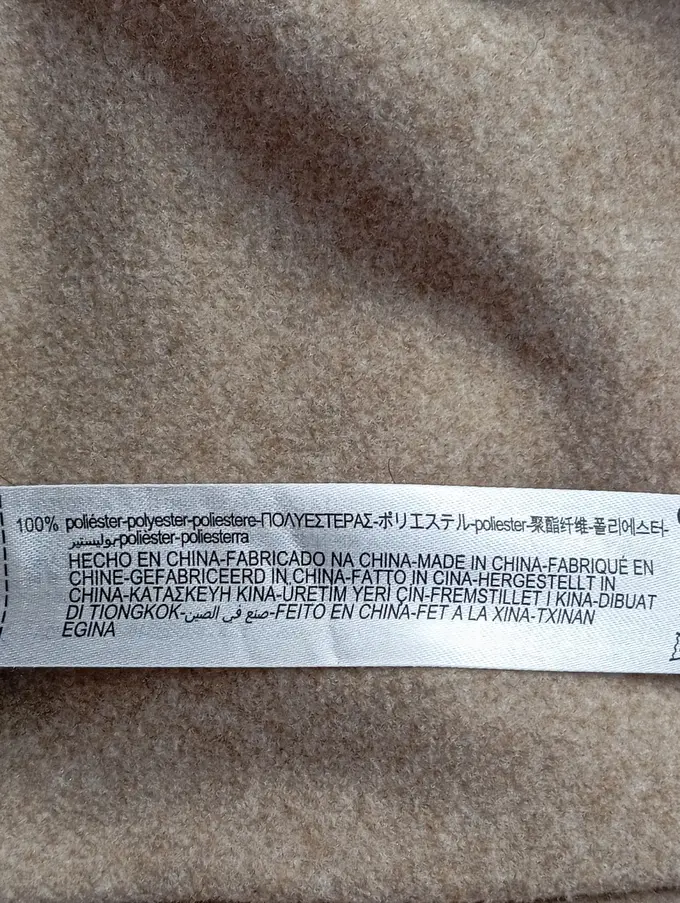 100% poliéster-polyester-poliestere-ΠΟΛΥΕΣΤΕΡΑΣ-ポリエステル-poliester-聚酯纤维-폴리에스터-
بوليستير-poliéster-polièster-poliesterra
HECHO EN CHINA-FABRICADO NA CHINA-MADE IN CHINA-FABRIQUÉ EN
CHINE-GEFABRICEERD IN CHINA-FATTO IN CINA-HERGESTELLT IN
CHINA-ΚΑΤΑΣΚΕΥΗ ΚΙΝΑ-ÜRETIM YERI ÇIN-FREMSTILLET I KINA-DIBUAT
DI TIONGKOK-صنع في الصين-FEITO EN CHINA-FET A LA XINA-TXINAN
EGINA